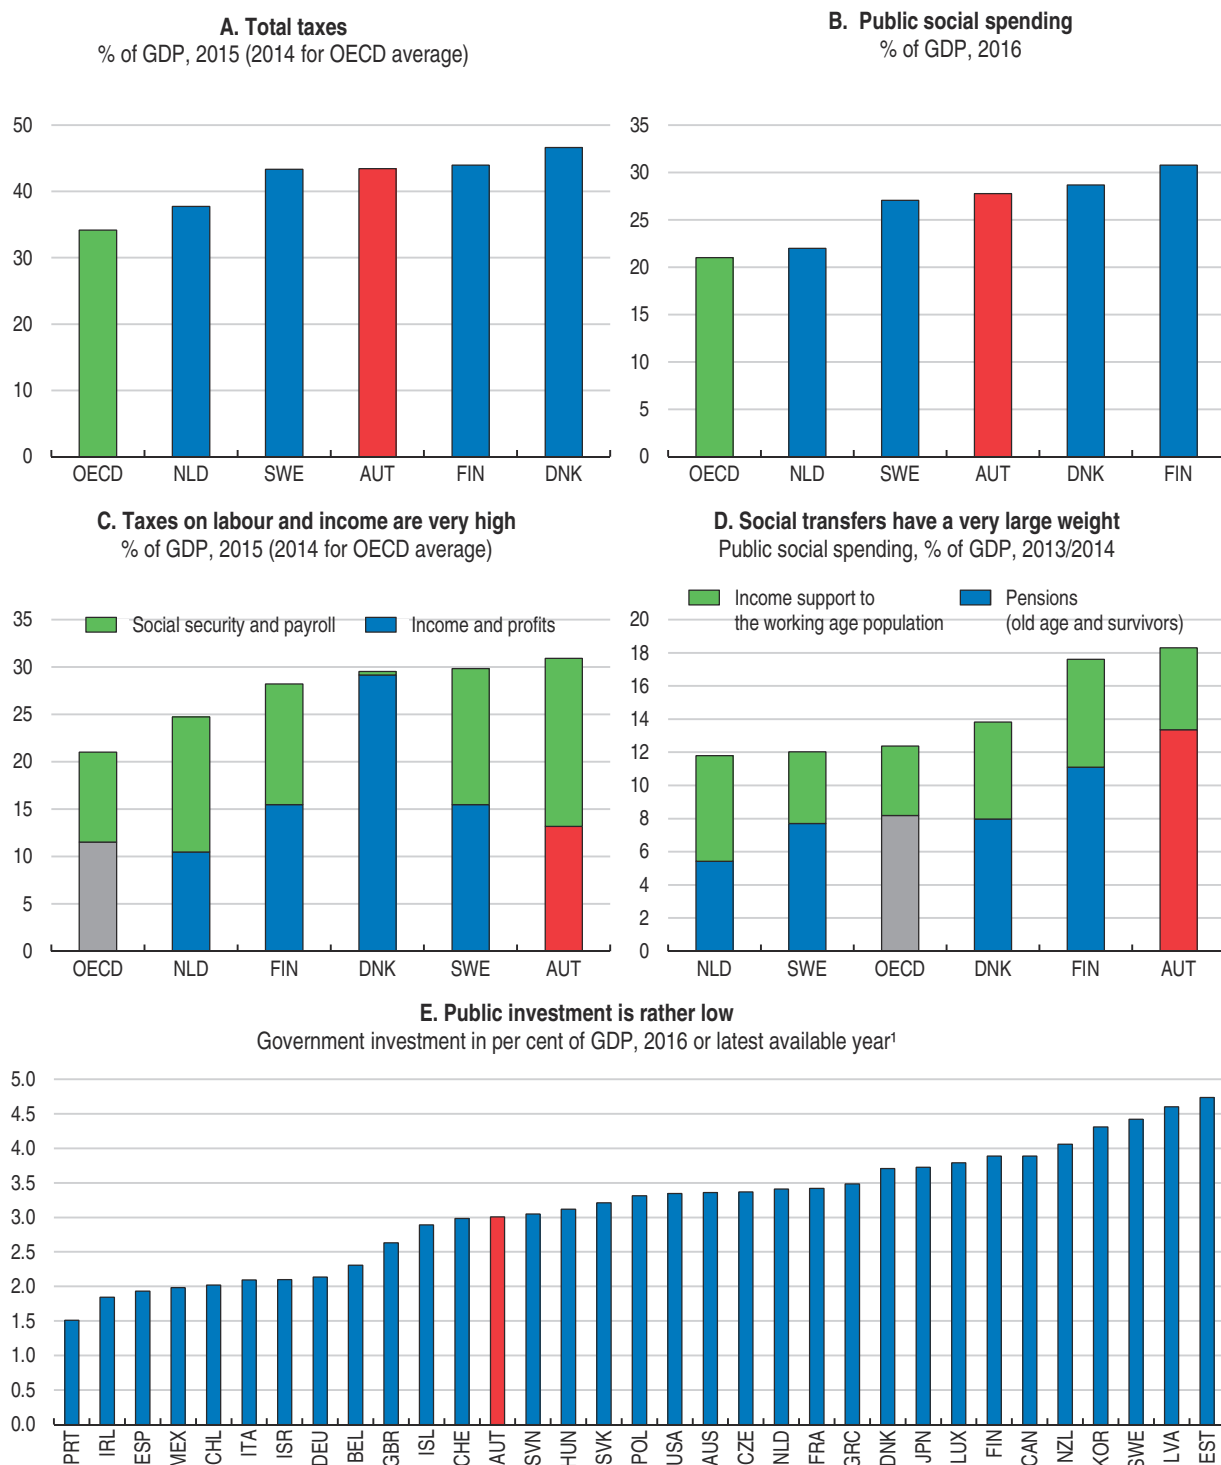 A. Total taxes
% of GDP, 2015 (2014 for OECD average)
50
40
30
20
10
0
OECD NLD SWE AUT FIN DNK
B. Public social spending
% of GDP, 2016
35
30
25
20
15
10
5
0
OECD NLD SWE AUT DNK FIN
C. Taxes on labour and income are very high
% of GDP, 2015 (2014 for OECD average)
Social security and payroll Income and profits
35
30
25
20
15
10
5
0
OECD NLD FIN DNK SWE AUT
D. Social transfers have a very large weight
Public social spending, % of GDP, 2013/2014
Income support to
the working age population
Pensions
(old age and survivors)
20
18
16
14
12
10
8
6
4
2
0
NLD SWE OECD DNK FIN AUT
E. Public investment is rather low
Government investment in per cent of GDP, 2016 or latest available year¹
5.0
4.5
4.0
3.5
3.0
2.5
2.0
1.5
1.0
0.5
0.0
PRT IRL ESP MEX CHL ITA ISR DEU BEL GBR ISL CHE AUT SVN HUN SVK POL USA AUS CZE NLD FRA GRC DNK JPN LUX FIN CAN NZL KOR SWE LVA EST